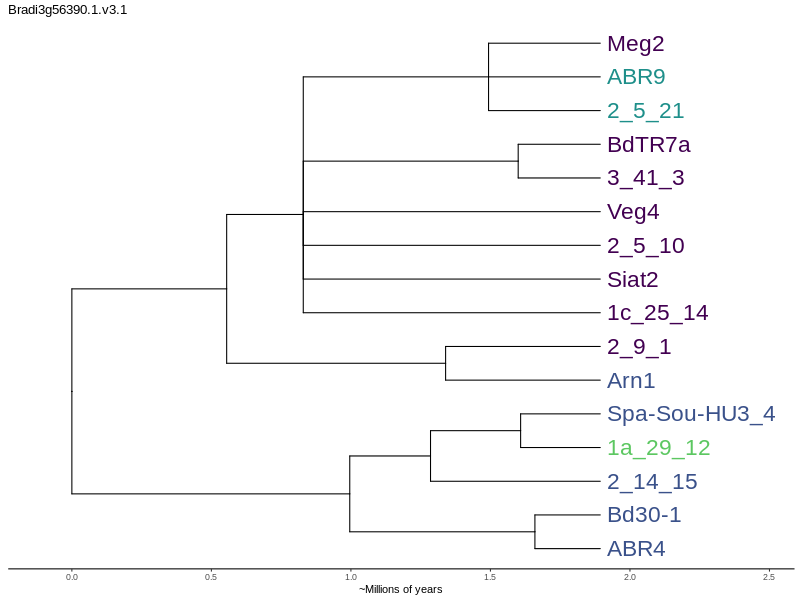 Bradi3g56390.1.v3.1
Meg2
ABR9
2_5_21
BdTR7a
3_41_3
Veg4
2_5_10
Siat2
1c_25_14
2_9_1
Arn1
Spa-Sou-HU3_4
1a_29_12
2_14_15
Bd30-1
ABR4
0.0 0.5 1.0 1.5 2.0 2.5
~Millions of years